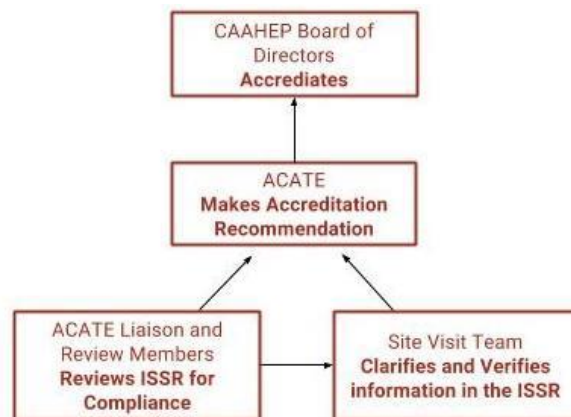 CAAHEP Board of
Directors
Accrediates
ACATE
Makes Accreditation
Recommendation
ACATE Liaison and
Review Members
Reviews ISSR for
Compliance
Site Visit Team
Clarifies and Verifies
information in the ISSR